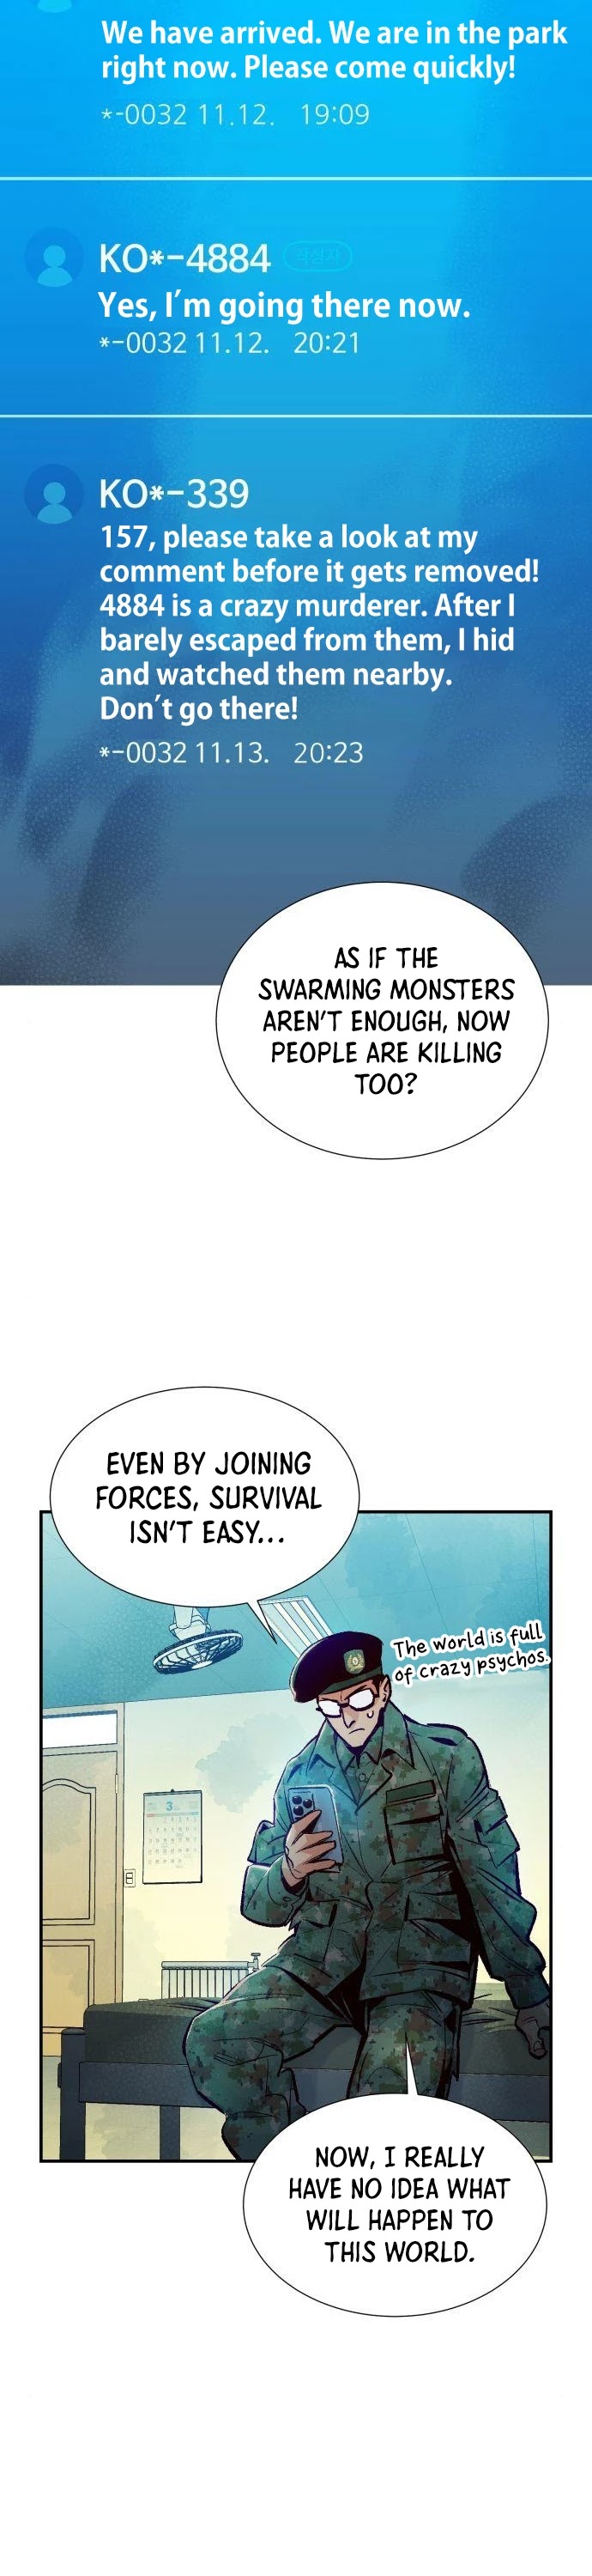 We have arrived. We are in the park
right now. Please come quickly!
*-0032 11.12. 19:09
KO*-4884 작성자
Yes, I´m going there now.
*-0032 11.12. 20:21
KO*-339
157, please take a look at my
comment before it gets removed!
4884 is a crazy murderer. After I
barely escaped from them, I hid
and watched them nearby.
Don´t go there!
*-0032 11.13. 20:23
AS IF THE
SWARMING MONSTERS
AREN'T ENOUGH, NOW
PEOPLE ARE KILLING
TOO?
EVEN BY JOINING
FORCES, SURVIVAL
ISN'T EASY...
The world is full
of crazy psychos.
3
NOW, I REALLY
HAVE NO IDEA WHAT
WILL HAPPEN TO
THIS WORLD.